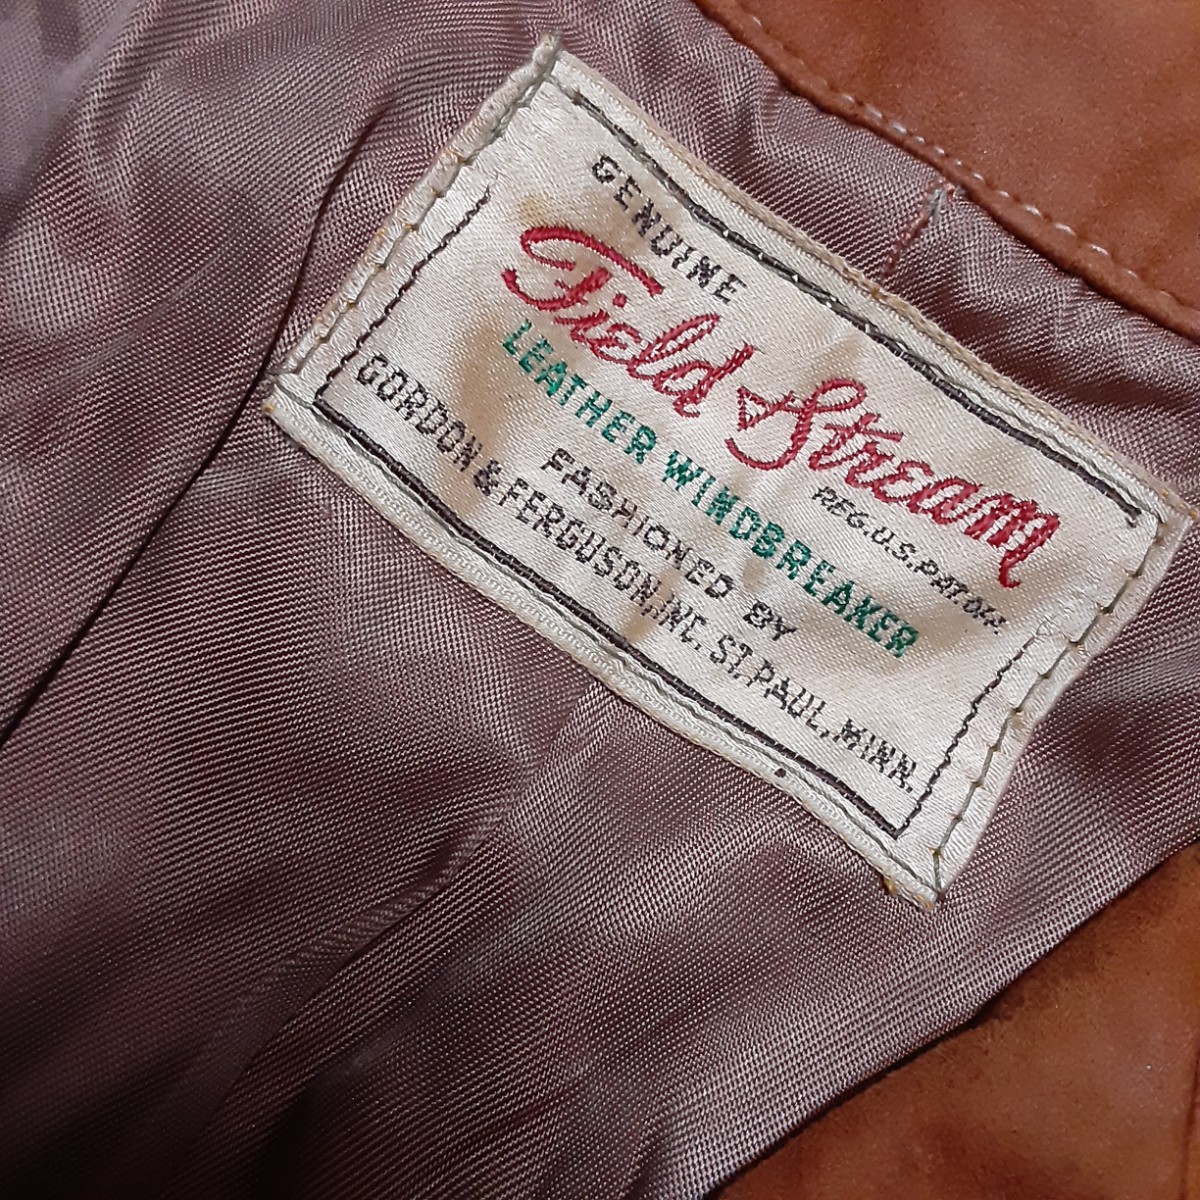 GENUINE
Field & Stream
REG. U.S. PAT. OFF.
LEATHER WINDBREAKER
FASHIONED BY
GORDON & FERGUSON, INC. ST. PAUL, MINN.